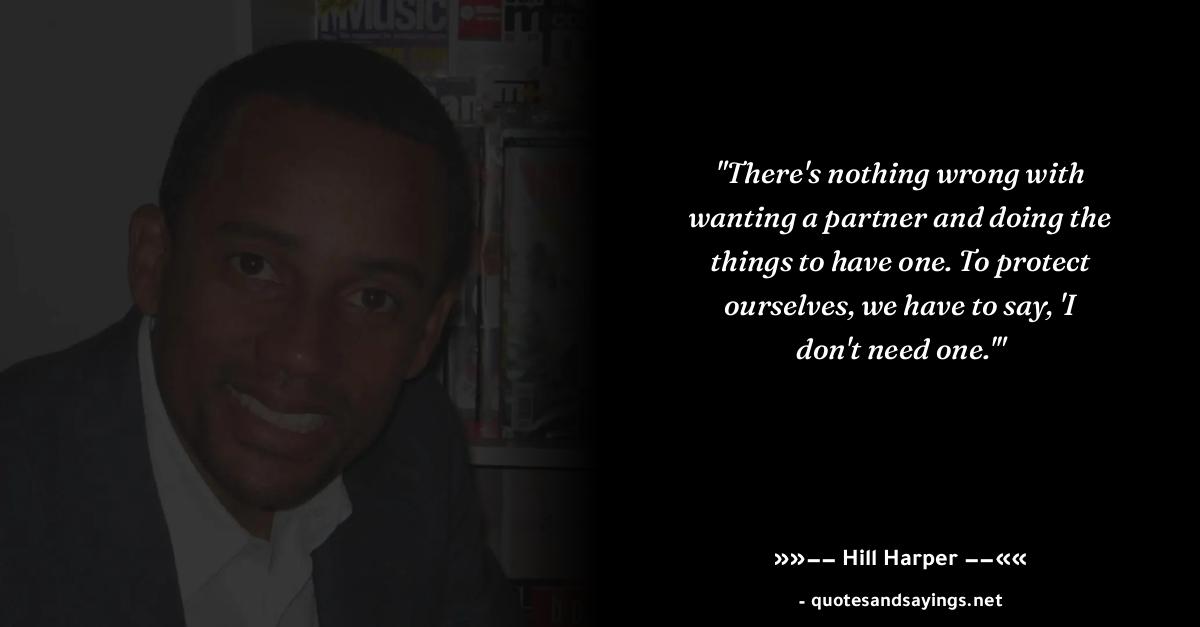 MUSIC
"There's nothing wrong with
wanting a partner and doing the
things to have one. To protect
ourselves, we have to say, 'I
don't need one.'"
»»–– Hill Harper ––««
- quotesandsayings.net